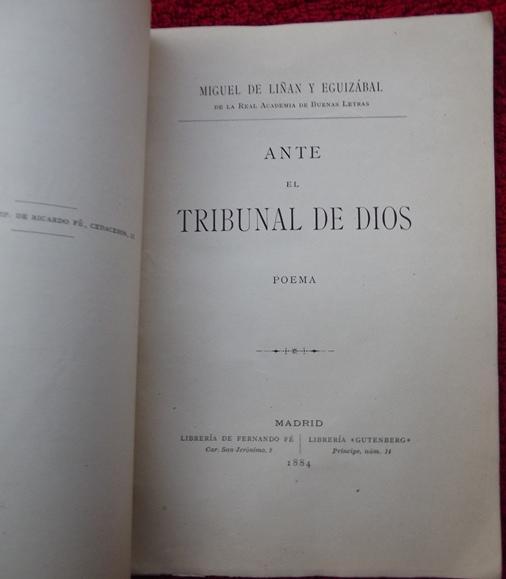 DE RICARDO FÉ, CEDACEROS, 11
MIGUEL DE LIÑAN Y EGUIZÁBAL
DE LA REAL ACADEMIA DE BUENAS LETRAS
ANTE
EL
TRIBUNAL DE DIOS
POEMA
MADRID
LIBRERÍA DE FERNANDO FÉ
Car. San Jerónimo, 2
LIBRERÍA «GUTENBERG»
Príncipe, núm. 14
1884